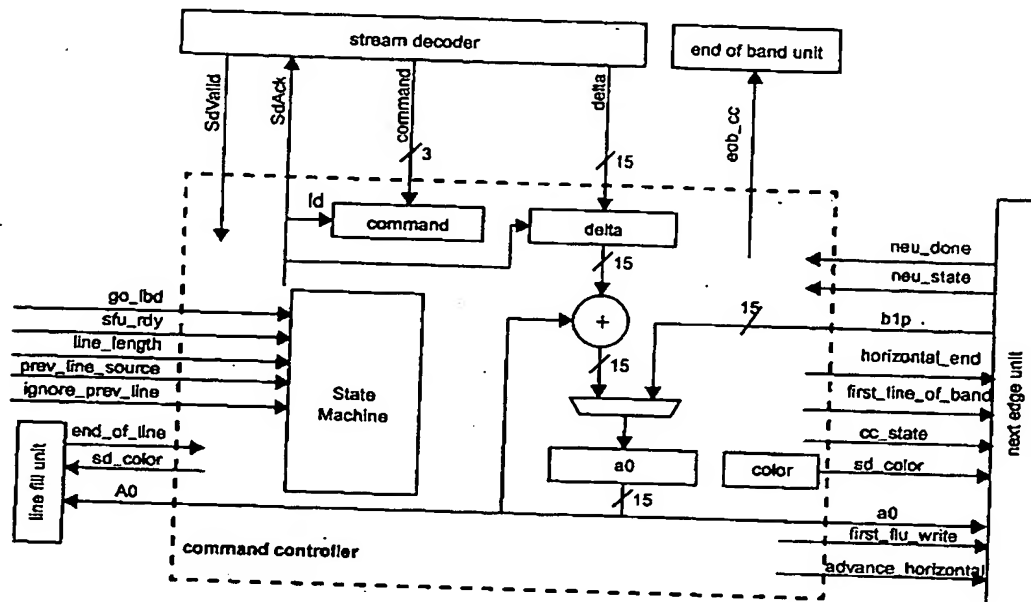 stream decoder
end of band unit
SdValid
SdAck
command
delta
eob_cc
3
15
ld
command
delta
15
neu_done
neu_state
b1p
15
go_lbd
sfu_rdy
line_length
prev_line_source
ignore_prev_line
State
Machine
+
15
horizontal_end
first_line_of_band
cc_state
sd_color
next edge unit
line fill unit
end_of_line
sd_color
A0
a0
color
15
a0
first_flu_write
advance_horizontal
command controller